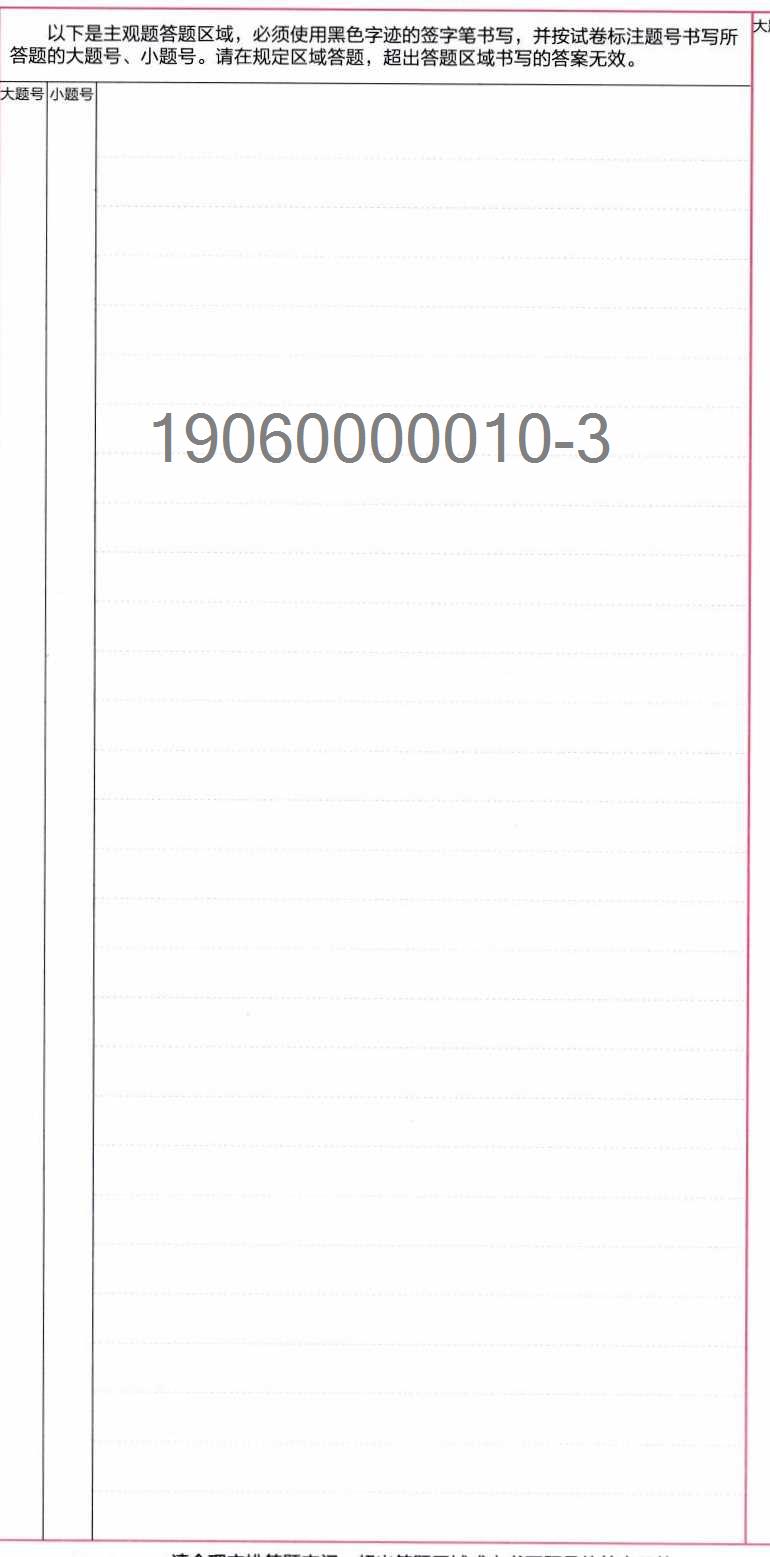 以下是主观题答题区域，必须使用黑色字迹的签字笔书写，并按试卷标注题号书写所
答题的大题号、小题号。请在规定区域答题，超出答题区域书写的答案无效。
大题号 小题号
19060000010-3